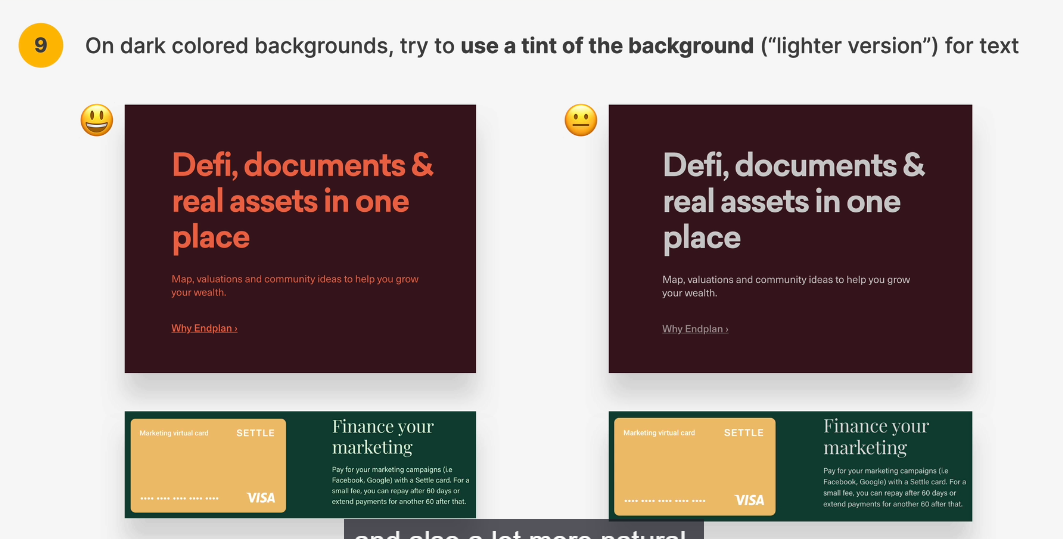 9 On dark colored backgrounds, try to use a tint of the background (“lighter version”) for text
Defi, documents &
real assets in one
place
Map, valuations and community ideas to help you grow
your wealth.
Why Endplan ›
Defi, documents &
real assets in one
place
Map, valuations and community ideas to help you grow
your wealth.
Why Endplan ›
Marketing virtual card SETTLE
VISA
Finance your
marketing
Pay for your marketing campaigns (i.e
Facebook, Google) with a Settle card. For a
small fee, you can repay after 60 days or
extend payments for another 60 after that.
Marketing virtual card SETTLE
VISA
Finance your
marketing
Pay for your marketing campaigns (i.e
Facebook, Google) with a Settle card. For a
small fee, you can repay after 60 days or
extend payments for another 60 after that.
and also a lot more natural